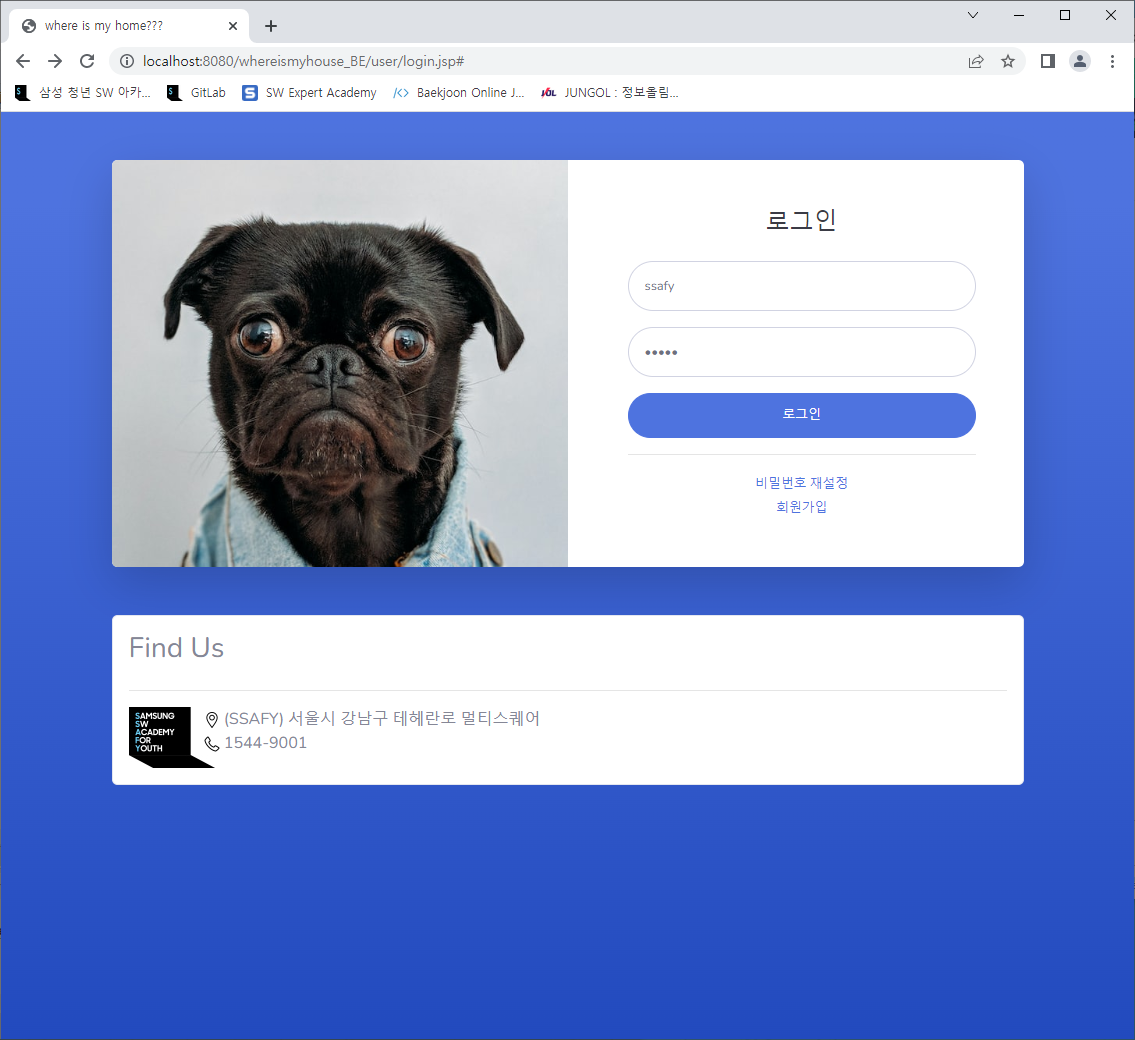 where is my home???
localhost:8080/whereismyhouse_BE/user/login.jsp#
삼성 청년 SW 아카... GitLab SW Expert Academy Baekjoon Online J... JUNGOL : 정보올림...
로그인
ssafy
•••••
로그인
비밀번호 재설정
회원가입
Find Us
SAMSUNG
SW
ACADEMY
FOR
YOUTH
(SSAFY) 서울시 강남구 테헤란로 멀티스퀘어
1544-9001